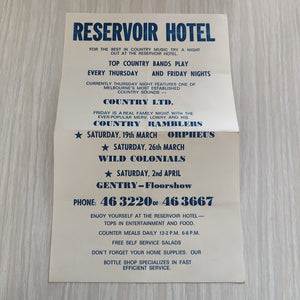 RESERVOIR HOTEL
FOR THE BEST IN COUNTRY MUSIC TRY A NIGHT
OUT AT THE RESERVOIR HOTEL.
TOP COUNTRY BANDS PLAY
EVERY THURSDAY AND FRIDAY NIGHTS
CURRENTLY THURSDAY NIGHT FEATURES ONE OF
MELBOURNE'S MOST ESTABLISHED
COUNTRY SOUNDS —
COUNTRY LTD.
FRIDAY IS A REAL FAMILY NIGHT WITH THE
EVER-POPULAR MERV. LOWRY AND HIS
COUNTRY RAMBLERS
★ SATURDAY, 19th MARCH ORPHEUS
★ SATURDAY, 26th MARCH
WILD COLONIALS
★ SATURDAY, 2nd APRIL
GENTRY—Floorshow
PHONE: 46 3220 or 46 3667
ENJOY YOURSELF AT THE RESERVOIR HOTEL —
TOPS IN ENTERTAINMENT AND FOOD.
COUNTER MEALS DAILY 12-2 P.M. 6-8 P.M.
FREE SELF SERVICE SALADS
DON'T FORGET YOUR HOME SUPPLIES. OUR
BOTTLE SHOP SPECIALIZES IN FAST
EFFICIENT SERVICE.